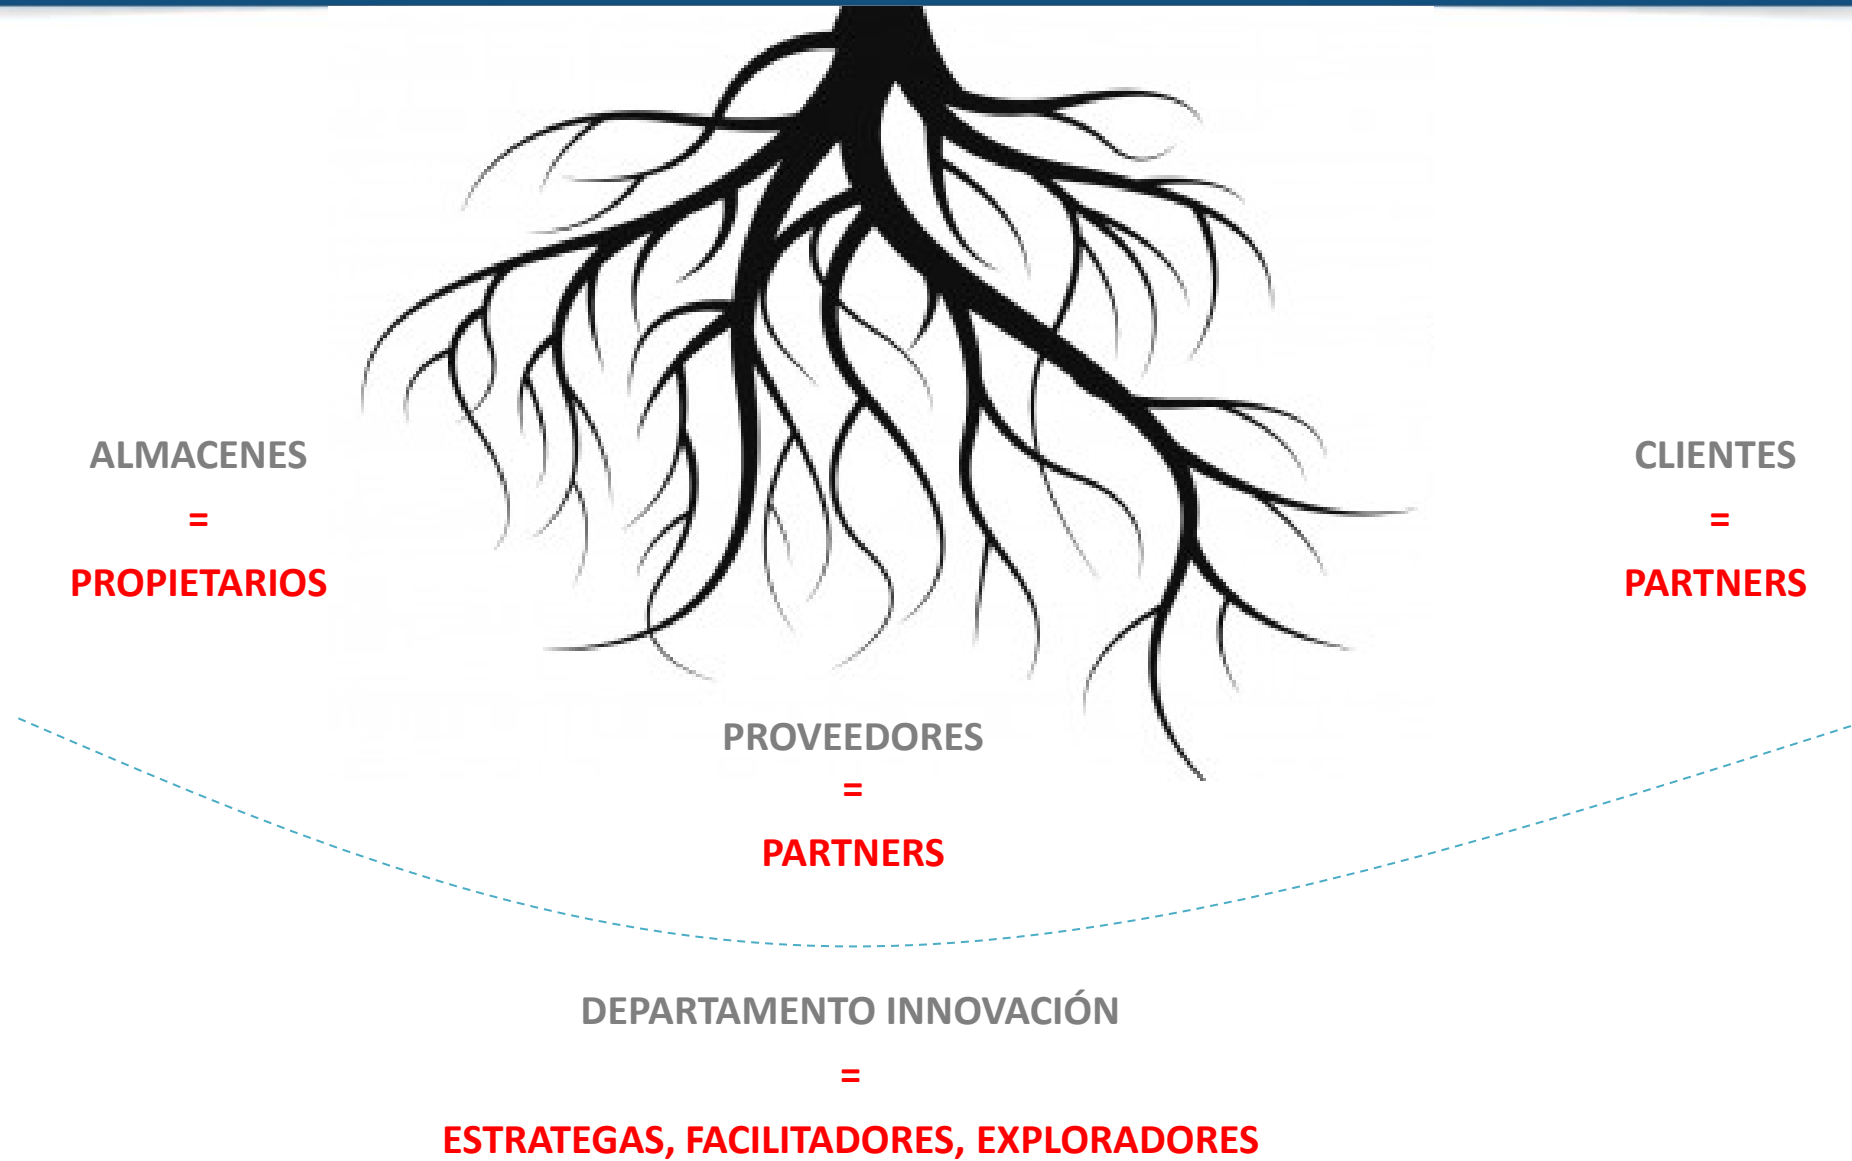 ALMACENES
=
PROPIETARIOS
CLIENTES
=
PARTNERS
PROVEEDORES
=
PARTNERS
DEPARTAMENTO INNOVACIÓN
=
ESTRATEGAS, FACILITADORES, EXPLORADORES